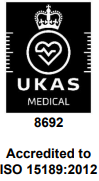 UKAS
MEDICAL
8692
Accredited to
ISO 15189:2012